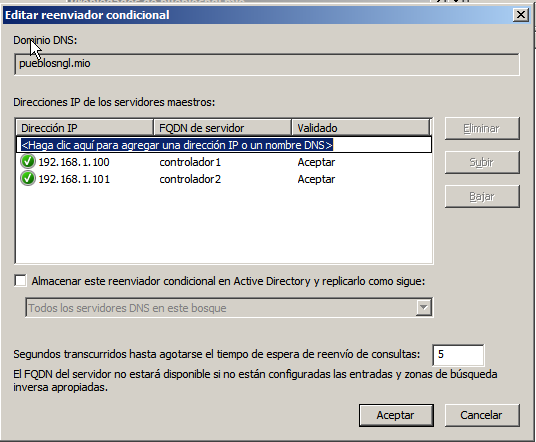 Editar reenviador condicional
Dominio DNS:
pueblosngl.mio
Direcciones IP de los servidores maestros:
Dirección IP FQDN de servidor Validado
<Haga clic aquí para agregar una dirección IP o un nombre DNS>
192.168.1.100 controlador1 Aceptar
192.168.1.101 controlador2 Aceptar
Eliminar
Subir
Bajar
Almacenar este reenviador condicional en Active Directory y replicarlo como sigue:
Todos los servidores DNS en este bosque
Segundos transcurridos hasta agotarse el tiempo de espera de reenvío de consultas: 5
El FQDN del servidor no estará disponible si no están configuradas las entradas y zonas de búsqueda
inversa apropiadas.
Aceptar Cancelar